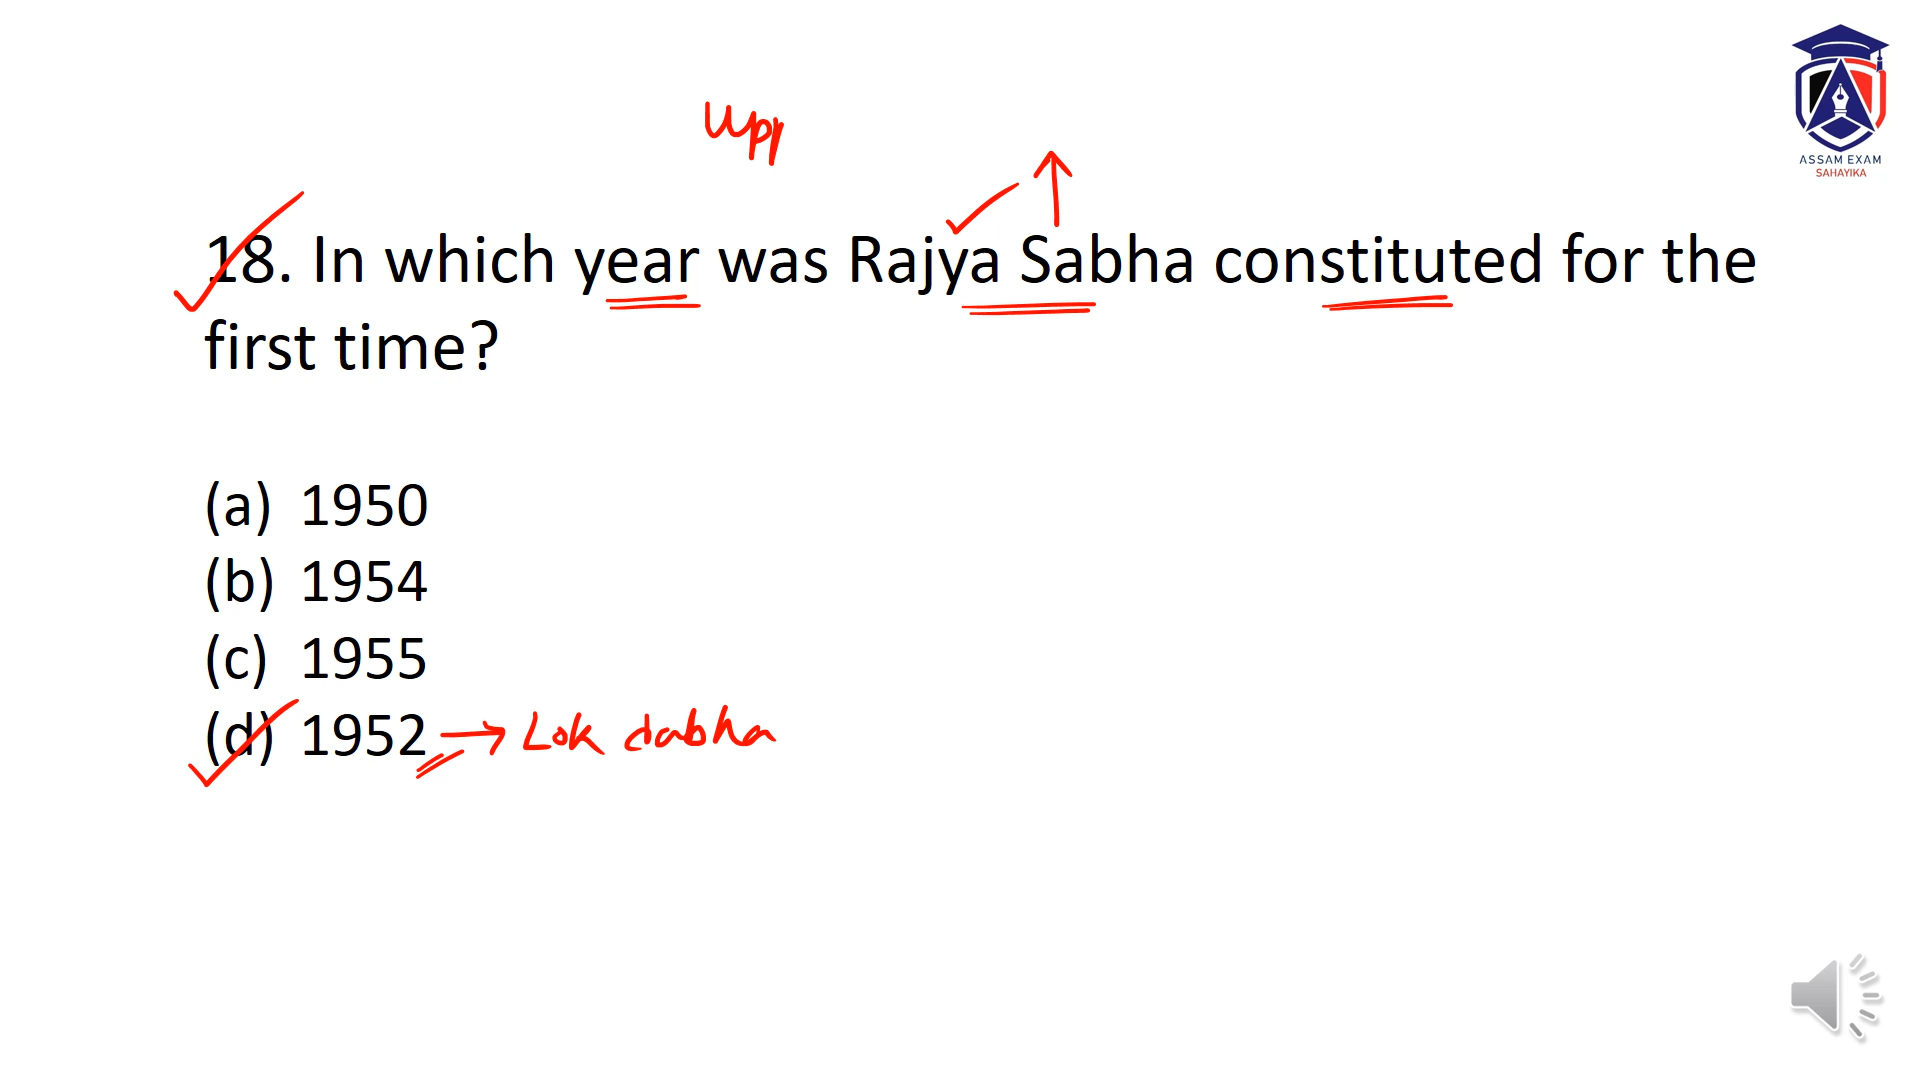 ASSAM EXAM
SAHAYIKA
Upp
18. In which year was Rajya Sabha constituted for the
first time?
(a) 1950
(b) 1954
(c) 1955
(d) 1952 → Lok sabha